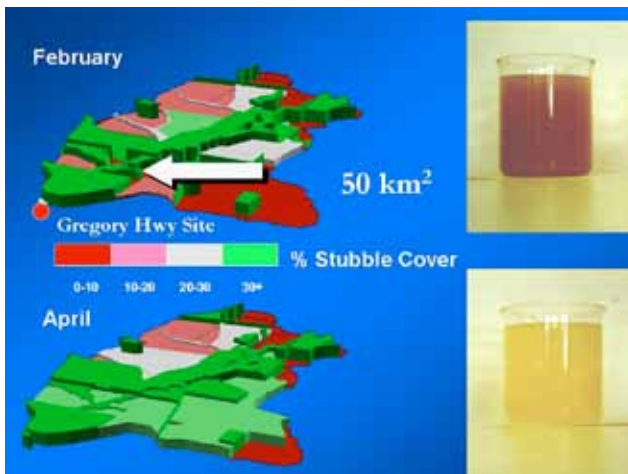 February
50 km²
Gregory Hwy Site
% Stubble Cover
0-10 10-20 20-30 30+
April